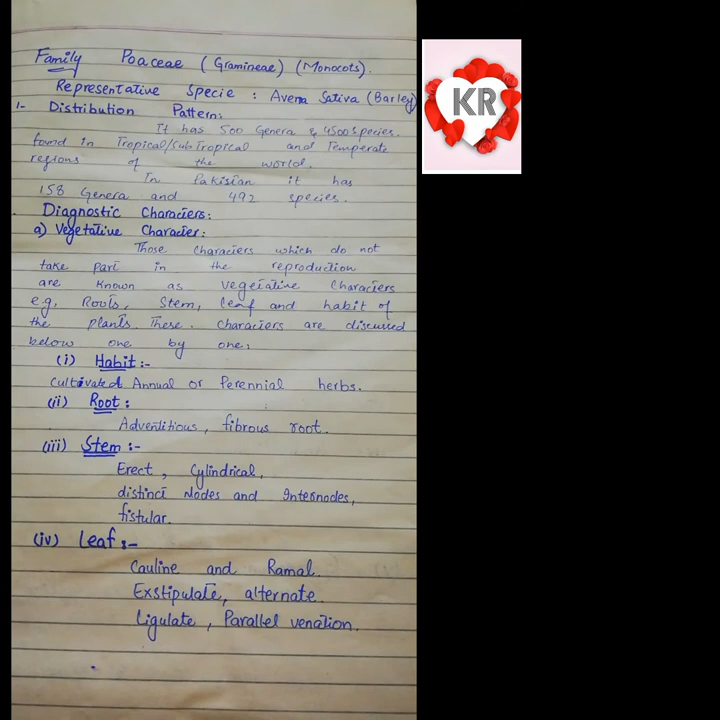 Family Poaceae (Gramineae) (Monocots).
Representative Specie : Avena Sativa (Barley)
1- Distribution Pattern:
It has 500 Genera & 4500 species.
found in Tropical/SubTropical and Temperate
regions of the world.
In Pakistan it has
158 Genera and 492 species.
Diagnostic Characters:
a) Vegetative Character:
Those characters which do not
take part in the reproduction
are known as vegetative characters
e.g, Roots, Stem, leaf and habit of
the plants. These characters are discussed
below one by one.
(i) Habit:-
Cultivated Annual or Perennial herbs.
(ii) Root:
Adventitious, fibrous root.
(iii) Stem:-
Erect, Cylindrical,
distinct Nodes and Internodes,
fistular.
(iv) Leaf:-
Cauline and Ramal.
Exstipulate, alternate.
Ligulate, Parallel venation.
KR